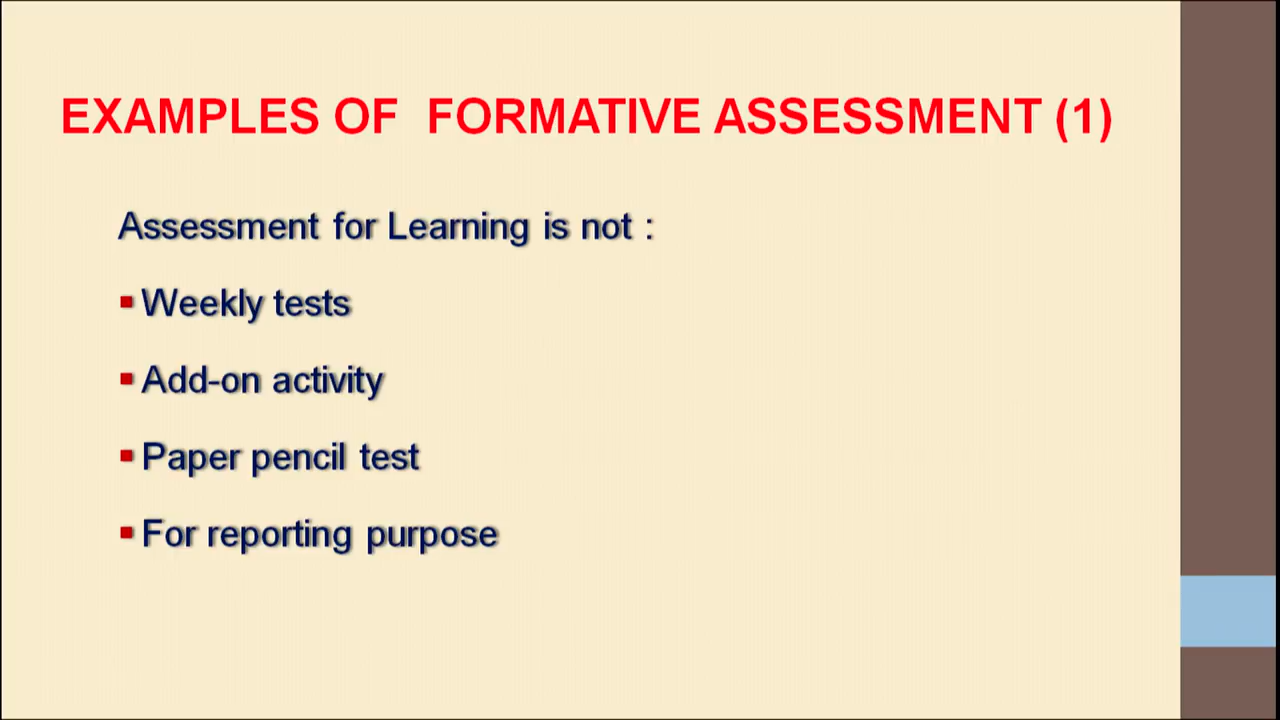 EXAMPLES OF FORMATIVE ASSESSMENT (1)
Assessment for Learning is not :
▪ Weekly tests
▪ Add-on activity
▪ Paper pencil test
▪ For reporting purpose